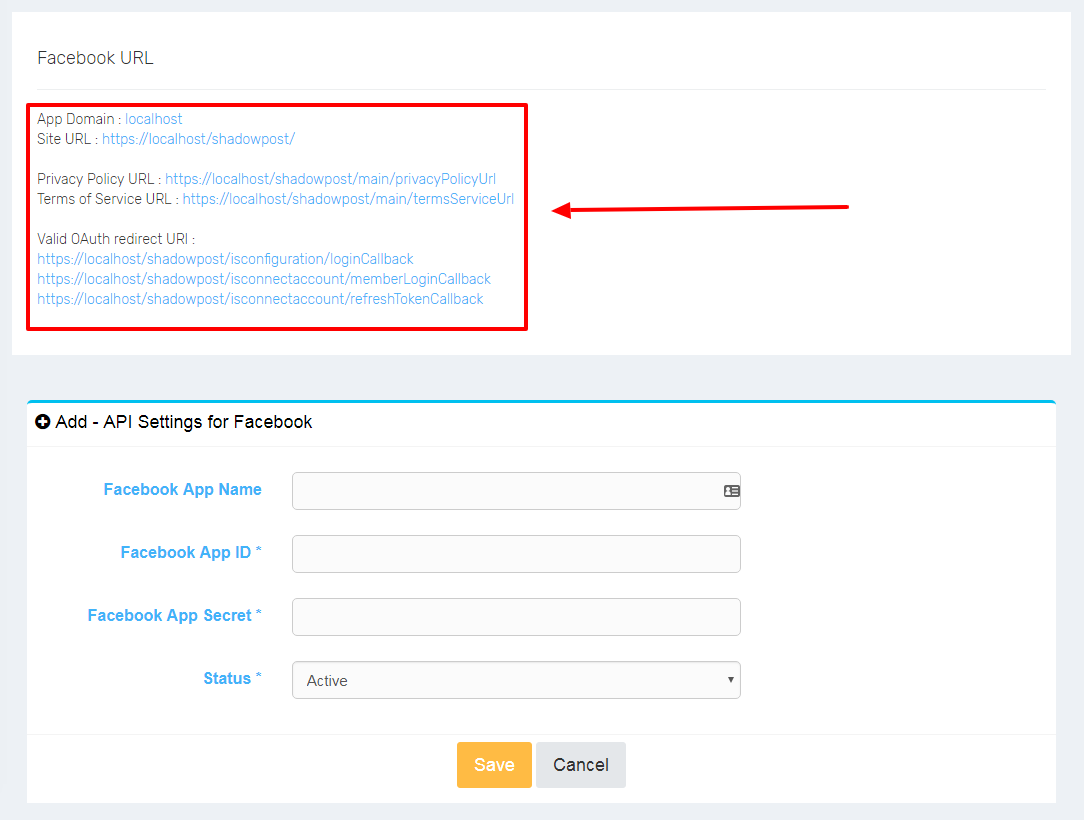 Facebook URL
App Domain : localhost
Site URL : https://localhost/shadowpost/
Privacy Policy URL : https://localhost/shadowpost/main/privacyPolicyUrl
Terms of Service URL : https://localhost/shadowpost/main/termsServiceUrl
Valid OAuth redirect URI :
https://localhost/shadowpost/isconfiguration/loginCallback
https://localhost/shadowpost/isconnectaccount/memberLoginCallback
https://localhost/shadowpost/isconnectaccount/refreshTokenCallback
Add - API Settings for Facebook
Facebook App Name
Facebook App ID *
Facebook App Secret *
Status * Active
Save Cancel